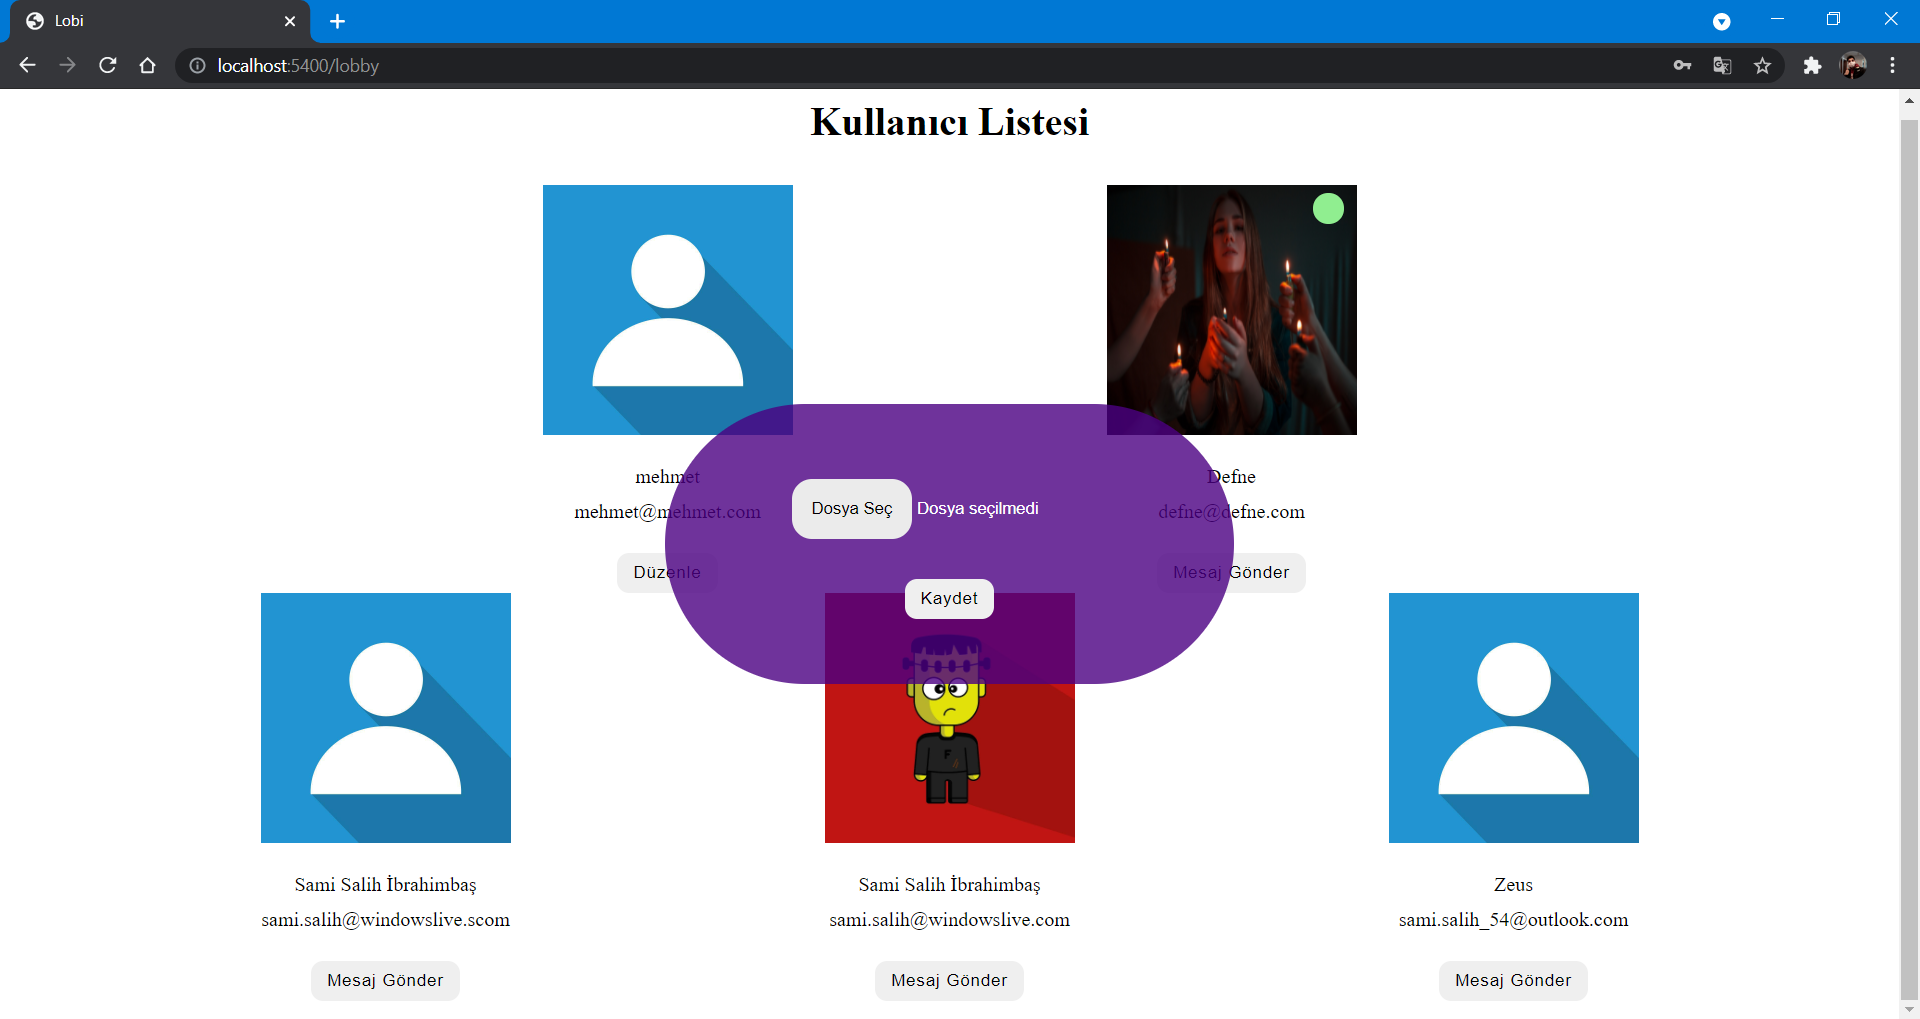 Lobi
localhost:5400/lobby
Kullanıcı Listesi
mehmet
mehmet@mehmet.com
Düzenle
Defne
defne@defne.com
Mesaj Gönder
Dosya Seç Dosya seçilmedi
Kaydet
Sami Salih İbrahimbaş
sami.salih@windowslive.scom
Mesaj Gönder
F
Sami Salih İbrahimbaş
sami.salih@windowslive.com
Mesaj Gönder
Zeus
sami.salih_54@outlook.com
Mesaj Gönder